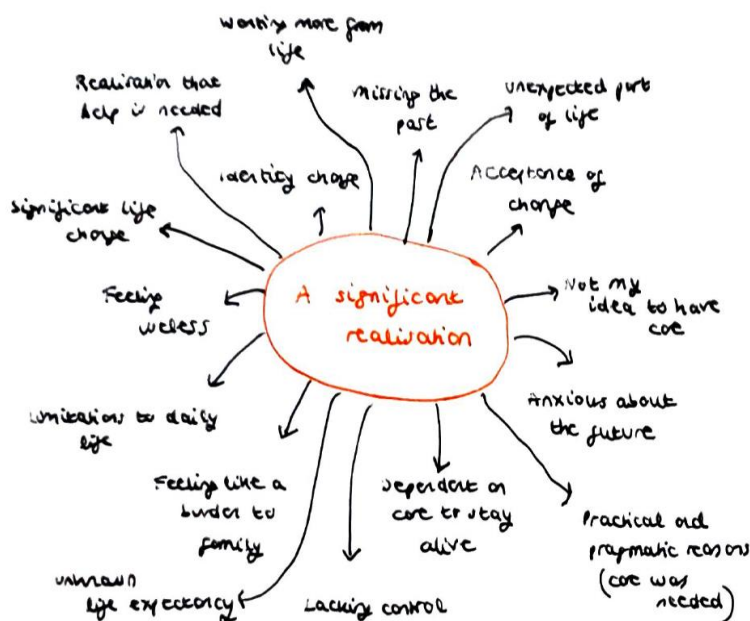 Wanting more from
life
Realisation that
help is needed
Missing the
past
unexpected part
of life
Identity change
Acceptance of
change
Significant life
change
Feeling
useless
A significant
realisation
Not my
idea to have
care
Limitations to daily
life
Anxious about
the future
Feeling like a
burden to
family
Dependent on
care to stay
alive
Practical and
pragmatic reasons
(care was
needed)
unknown
life expectancy
Lacking control